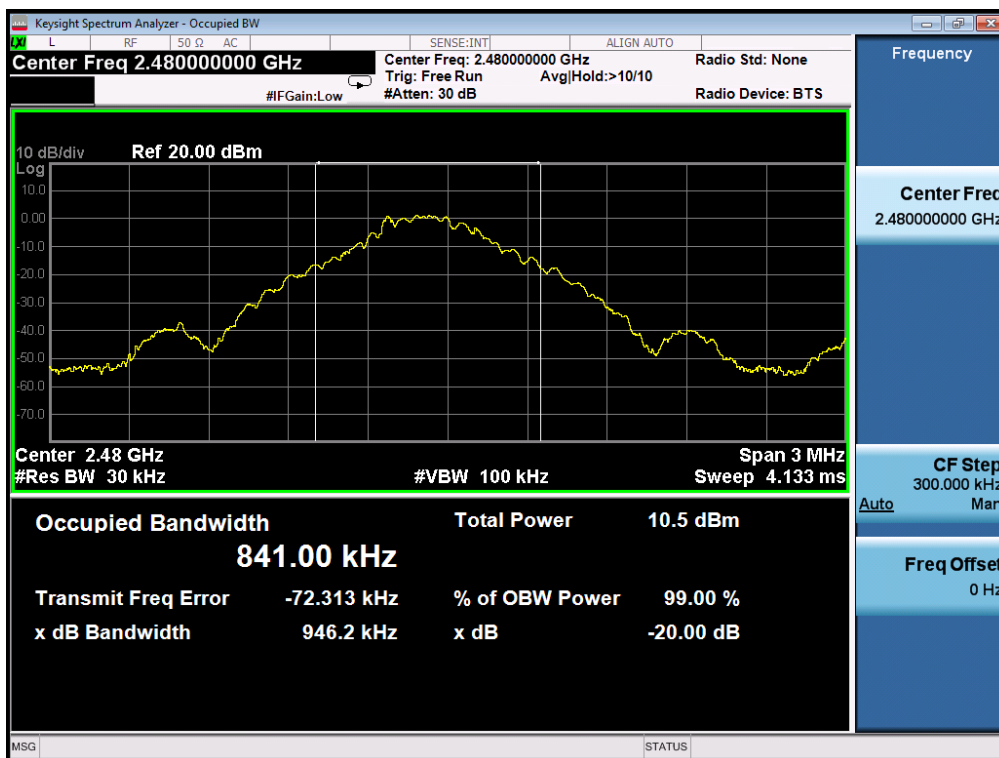 Keysight Spectrum Analyzer - Occupied BW
LXI L RF 50 Ω AC SENSE:INT ALIGN AUTO
Center Freq 2.480000000 GHz
Center Freq: 2.480000000 GHz Radio Std: None
Trig: Free Run Avg|Hold:>10/10
#IFGain:Low #Atten: 30 dB Radio Device: BTS
10 dB/div Ref 20.00 dBm
Log
10.0
0.00
-10.0
-20.0
-30.0
-40.0
-50.0
-60.0
-70.0
Center 2.48 GHz Span 3 MHz
#Res BW 30 kHz #VBW 100 kHz Sweep 4.133 ms
Occupied Bandwidth Total Power 10.5 dBm
841.00 kHz
Transmit Freq Error -72.313 kHz % of OBW Power 99.00 %
x dB Bandwidth 946.2 kHz x dB -20.00 dB
Frequency
Center Freq
2.480000000 GHz
CF Step
300.000 kHz
Auto Man
Freq Offset
0 Hz
MSG STATUS